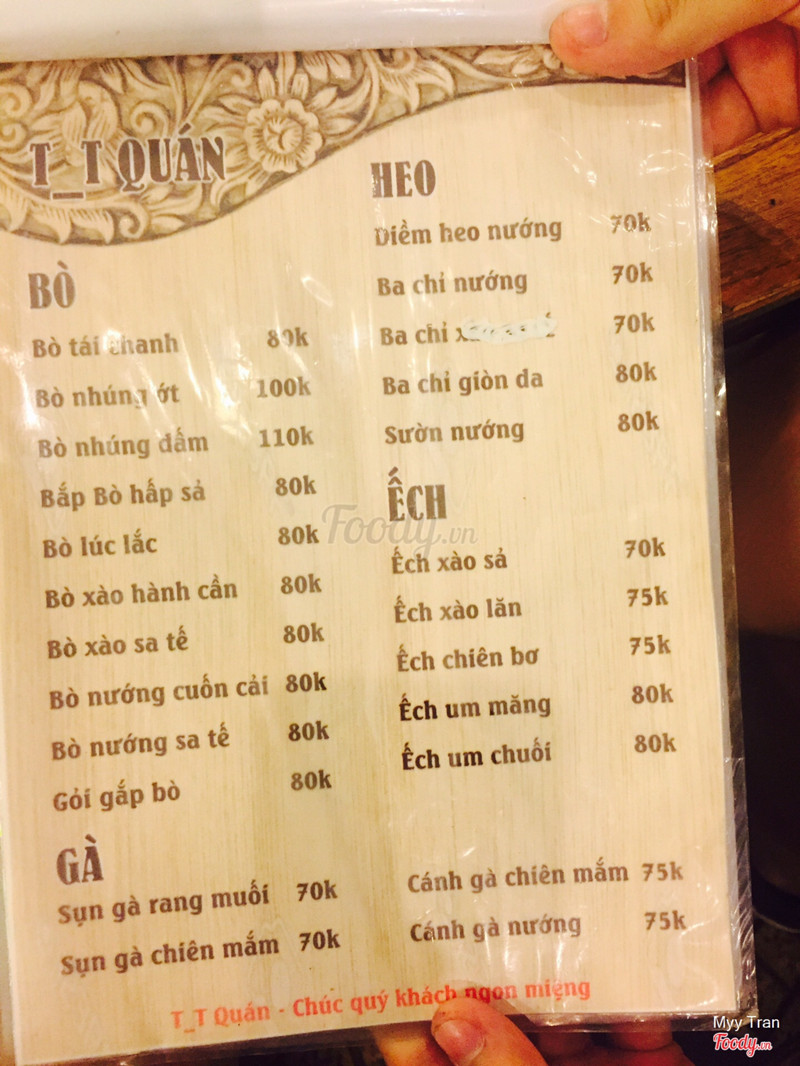 T_T QUÁN
BÒ
Bò tái chanh 80k
Bò nhúng ớt 100k
Bò nhúng dấm 110k
Bắp Bò hấp sả 80k
Bò lúc lắc 80k
Bò xào hành cần 80k
Bò xào sa tế 80k
Bò nướng cuốn cải 80k
Bò nướng sa tế 80k
Gỏi gắp bò 80k
GÀ
Sụn gà rang muối 70k
Sụn gà chiên mắm 70k
HEO
Diềm heo nướng 70k
Ba chỉ nướng 70k
Ba chỉ 70k
Ba chỉ giòn da 80k
Sườn nướng 80k
ẾCH
Ếch xào sả 70k
Ếch xào lăn 75k
Ếch chiên bơ 75k
Ếch um măng 80k
Ếch um chuối 80k
Cánh gà chiên mắm 75k
Cánh gà nướng 75k
T_T Quán - Chúc quý khách ngon miệng
Foody.vn
Myy Tran
Foody.vn